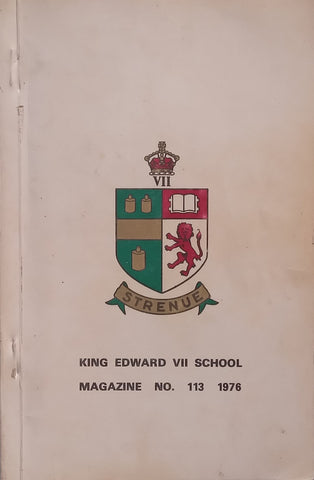 VII
STRENUE
KING EDWARD VII SCHOOL
MAGAZINE NO. 113 1976